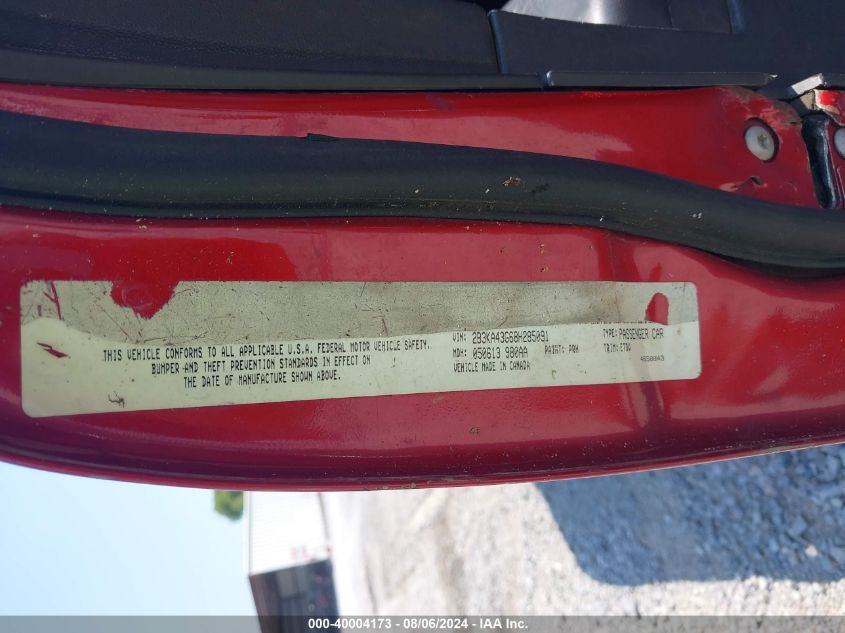 THIS VEHICLE CONFORMS TO ALL APPLICABLE U.S.A. FEDERAL MOTOR VEHICLE SAFETY,
BUMPER AND THEFT PREVENTION STANDARDS IN EFFECT ON
THE DATE OF MANUFACTURE SHOWN ABOVE.
VIN: 2B3KA43G68H285091 TYPE: PASSENGER CAR
MDH: 050613 980AA PAINT: PRH TRIM: E7DV
VEHICLE MADE IN CANADA
000-40004173 - 08/06/2024 - IAA Inc.